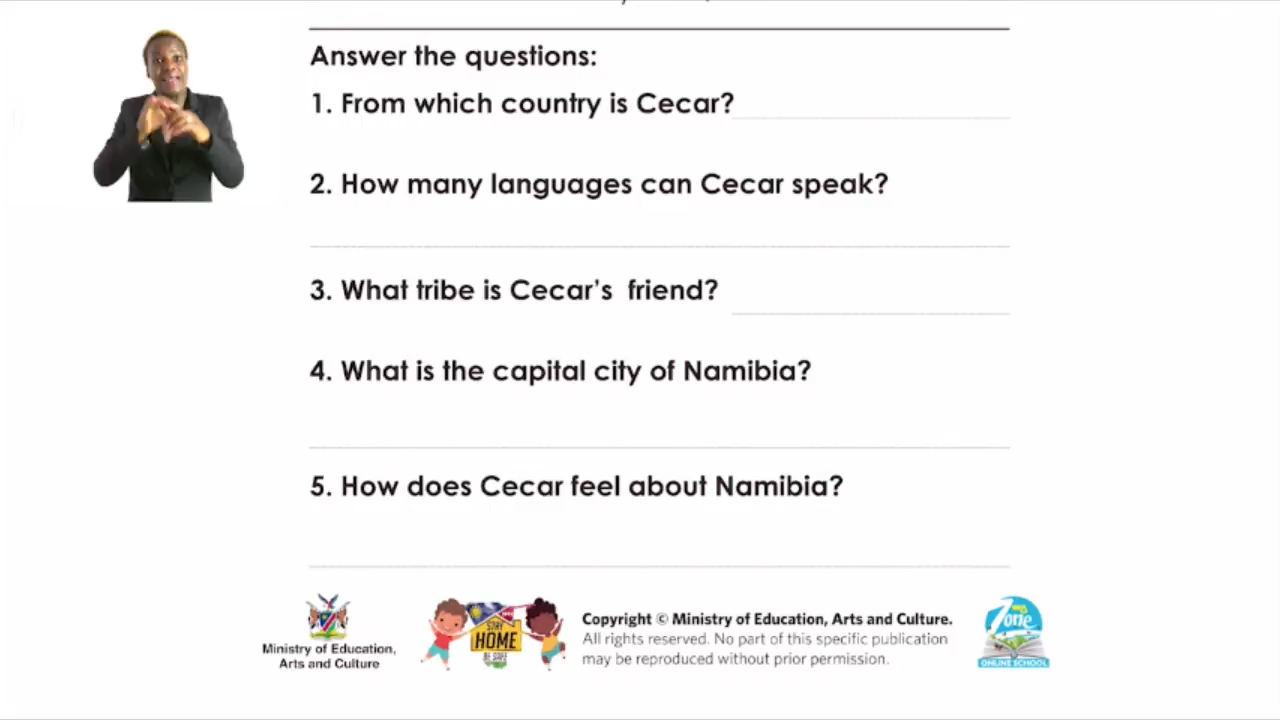 Answer the questions:
1. From which country is Cecar?
2. How many languages can Cecar speak?
3. What tribe is Cecar's  friend?
4. What is the capital city of Namibia?
5. How does Cecar feel about Namibia?
Ministry of Education,
Arts and Culture
STAY
HOME
BE SAFE
Copyright © Ministry of Education, Arts and Culture.
All rights reserved. No part of this specific publication
may be reproduced without prior permission.
Zone
ONLINE SCHOOL